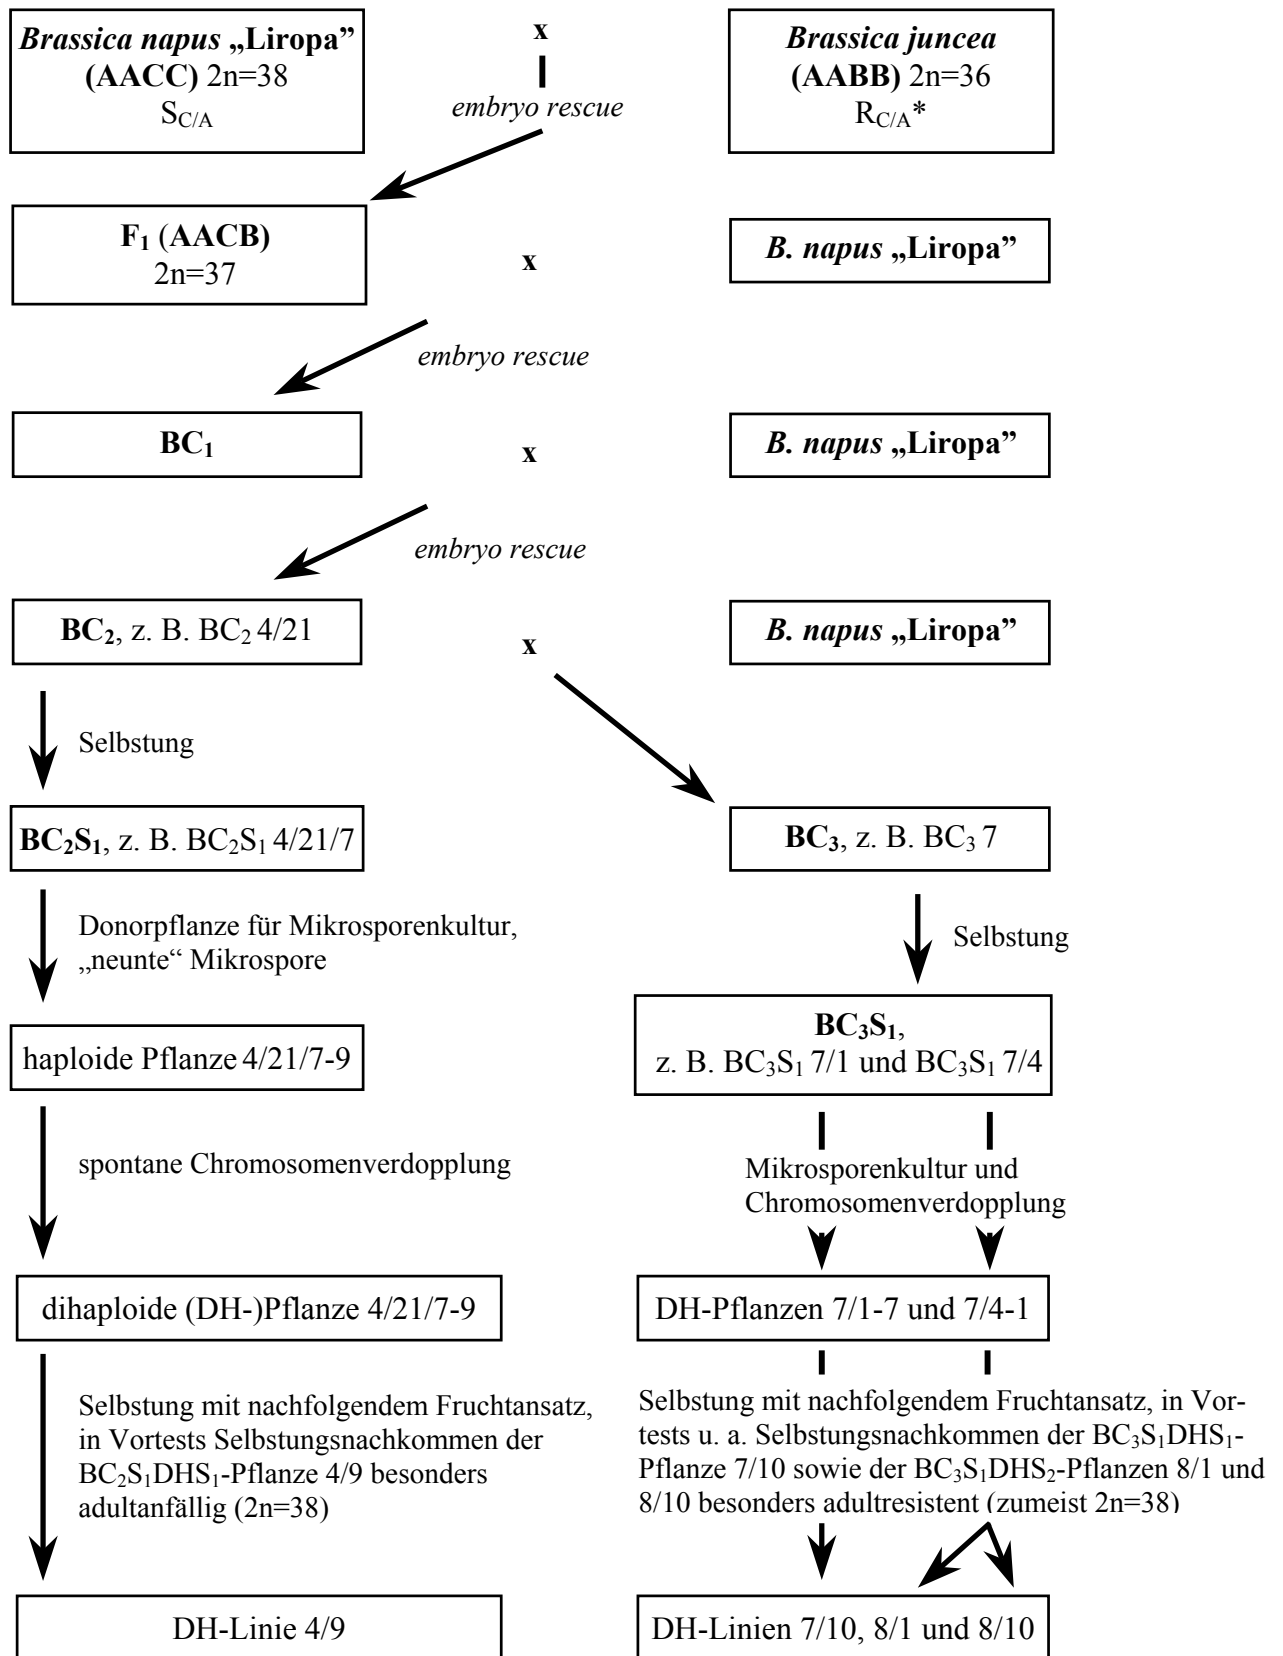 Brassica napus „Liropa”
(AACC) 2n=38
S C/A
x
embryo rescue
Brassica juncea
(AABB) 2n=36
R C/A*
F1 (AACB)
2n=37
x
B. napus „Liropa”
embryo rescue
BC1
x
B. napus „Liropa”
embryo rescue
BC2, z. B. BC2 4/21
x
B. napus „Liropa”
Selbstung
BC2S1, z. B. BC2S1 4/21/7
BC3, z. B. BC3 7
Donorpflanze für Mikrosporenkultur,
„neunte“ Mikrospore
Selbstung
haploide Pflanze 4/21/7-9
BC3S1,
z. B. BC3S1 7/1 und BC3S1 7/4
spontane Chromosomenverdopplung
Mikrosporenkultur und
Chromosomenverdopplung
dihaploide (DH-)Pflanze 4/21/7-9
DH-Pflanzen 7/1-7 und 7/4-1
Selbstung mit nachfolgendem Fruchtansatz,
in Vortests Selbstungsnachkommen der
BC2S1DHS1-Pflanze 4/9 besonders
adultanfällig (2n=38)
Selbstung mit nachfolgendem Fruchtansatz, in Vor-
tests u. a. Selbstungsnachkommen der BC3S1DHS1-
Pflanze 7/10 sowie der BC3S1DHS2-Pflanzen 8/1 und
8/10 besonders adultresistent (zumeist 2n=38)
DH-Linie 4/9
DH-Linien 7/10, 8/1 und 8/10